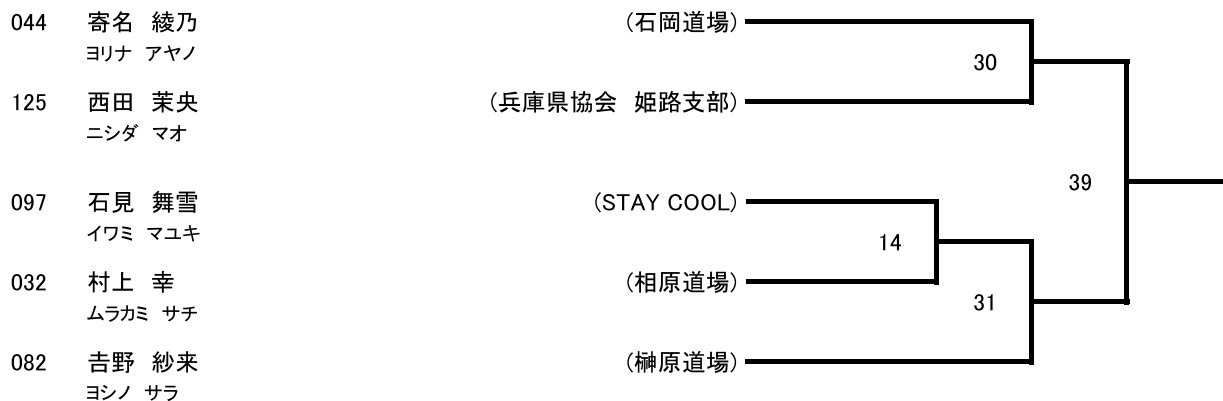 044 寄名 綾乃 (石岡道場)
ヨリナ アヤノ
30
125 西田 茉央 (兵庫県協会 姫路支部)
ニシダ マオ
39
097 石見 舞雪 (STAY COOL)
イワミ マユキ
14
032 村上 幸 (相原道場)
ムラカミ サチ
31
082 𠮷野 紗来 (榊原道場)
ヨシノ サラ